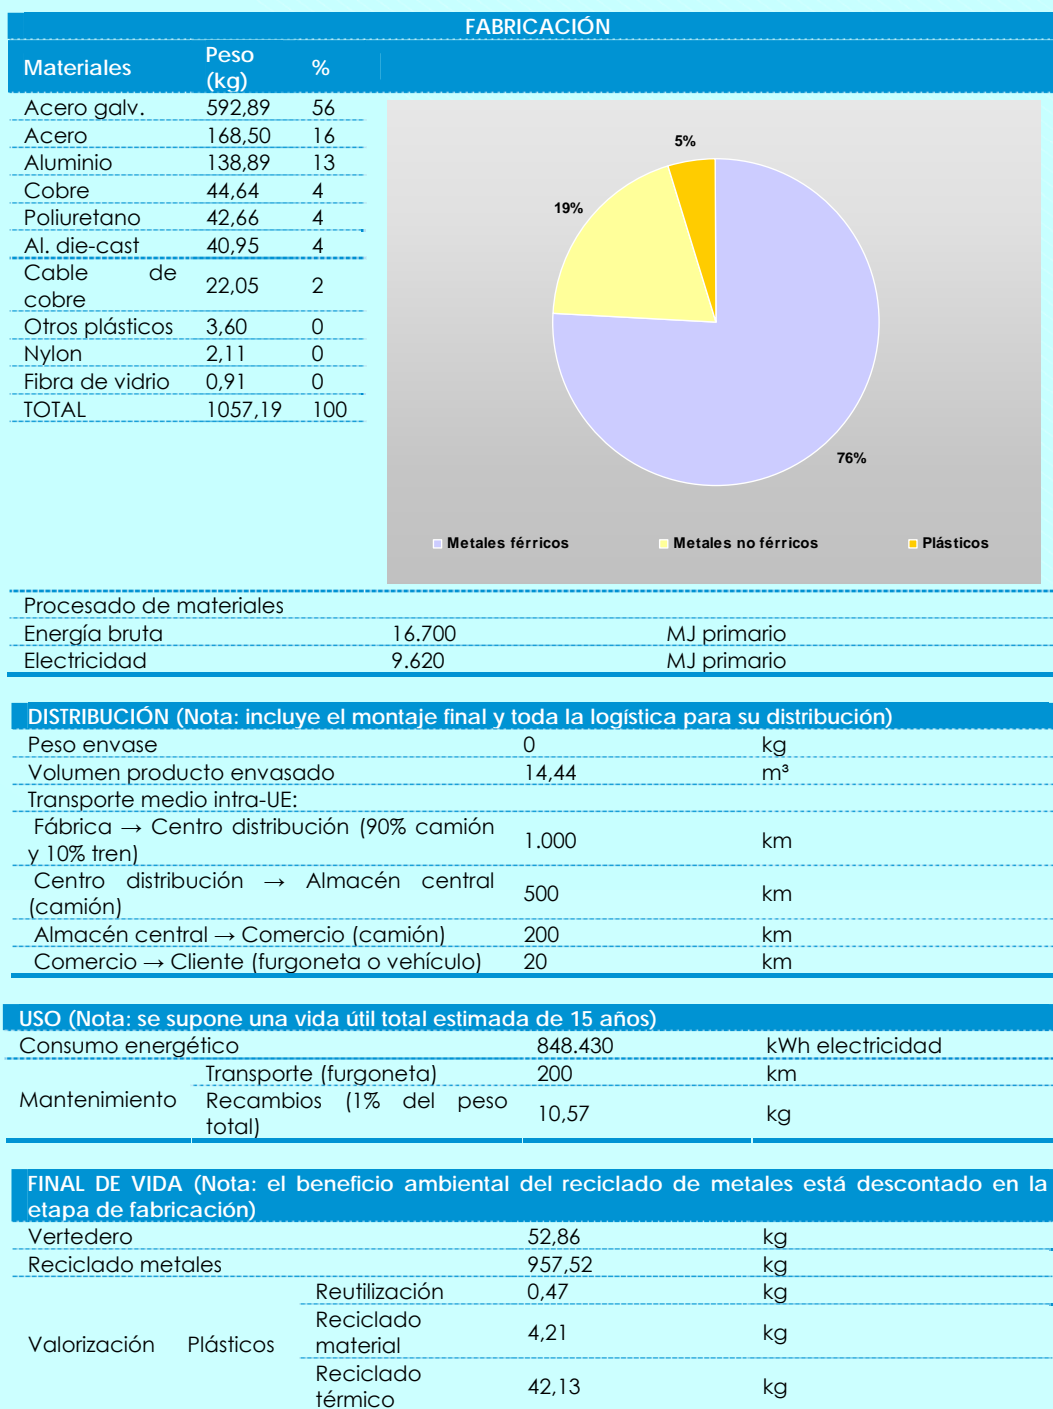 FABRICACIÓN
Materiales Peso (kg) %
Acero galv. 592,89 56
Acero 168,50 16
Aluminio 138,89 13
Cobre 44,64 4
Poliuretano 42,66 4
Al. die-cast 40,95 4
Cable de cobre 22,05 2
Otros plásticos 3,60 0
Nylon 2,11 0
Fibra de vidrio 0,91 0
TOTAL 1057,19 100
5%
19%
76%
Metales férricos Metales no férricos Plásticos
Procesado de materiales
Energía bruta 16.700 MJ primario
Electricidad 9.620 MJ primario
DISTRIBUCIÓN (Nota: incluye el montaje final y toda la logística para su distribución)
Peso envase 0 kg
Volumen producto envasado 14,44 m³
Transporte medio intra-UE:
Fábrica → Centro distribución (90% camión
y 10% tren) 1.000 km
Centro distribución → Almacén central
(camión) 500 km
Almacén central → Comercio (camión) 200 km
Comercio → Cliente (furgoneta o vehículo) 20 km
USO (Nota: se supone una vida útil total estimada de 15 años)
Consumo energético 848.430 kWh electricidad
Mantenimiento Transporte (furgoneta) 200 km
Recambios (1% del peso
total) 10,57 kg
FINAL DE VIDA (Nota: el beneficio ambiental del reciclado de metales está descontado en la
etapa de fabricación)
Vertedero 52,86 kg
Reciclado metales 957,52 kg
Valorización Plásticos Reutilización 0,47 kg
Reciclado
material 4,21 kg
Reciclado
térmico 42,13 kg